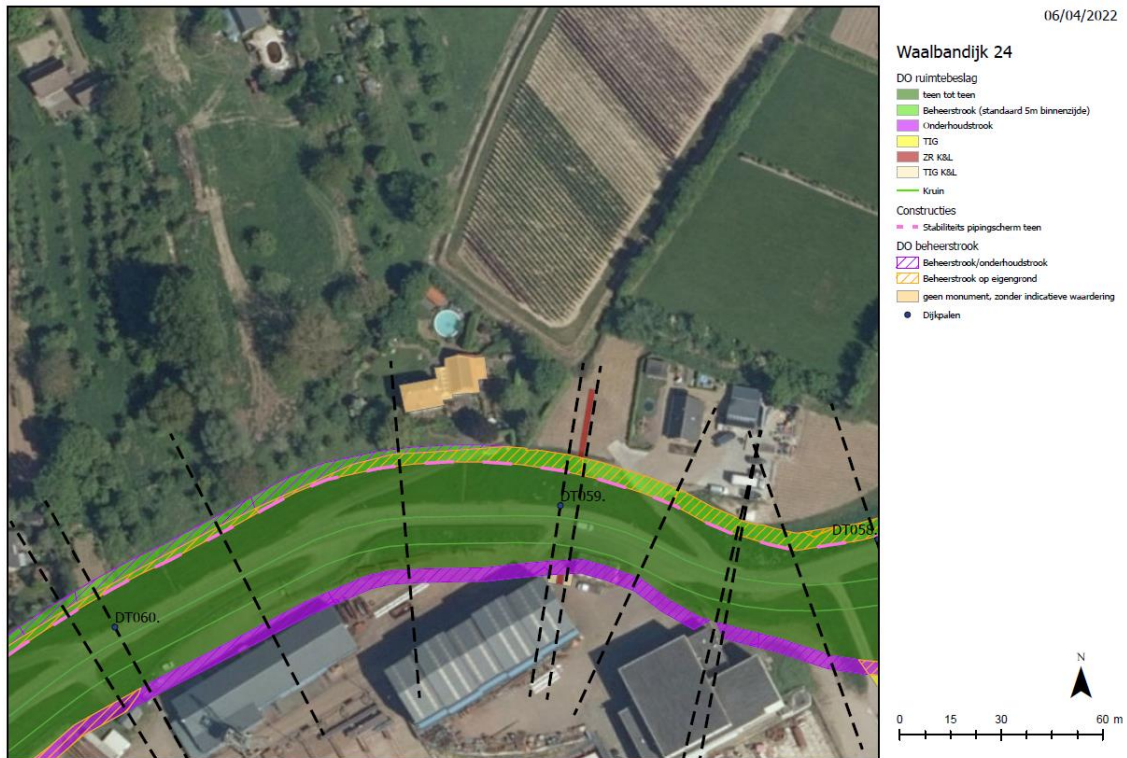 06/04/2022
Waalbandijk 24
DO ruimtebeslag
teen tot teen
Beheerstrook (standaard 5m binnenzijde)
Onderhoudstrook
TIG
ZR K&L
TIG K&L
Kruin
Constructies
Stabiliteits pipingscherm teen
DO beheerstrook
Beheerstrook/onderhoudstrook
Beheerstrook op eigengrond
geen monument, zonder indicatieve waardering
Dijkpalen
DT059.
DT058.
DT060.
N
0 15 30 60 m